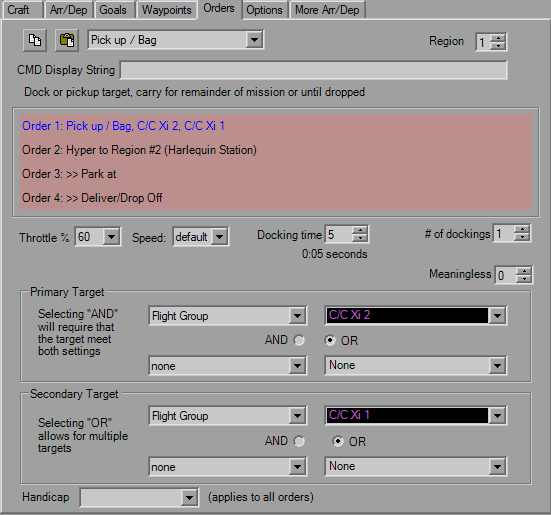 Craft Arr/Dep Goals Waypoints Orders Options More Arr/Dep
Pick up / Bag Region 1
CMD Display String
Dock or pickup target, carry for remainder of mission or until dropped
Order 1: Pick up / Bag, C/C Xi 2, C/C Xi 1
Order 2: Hyper to Region #2 (Harlequin Station)
Order 3: >> Park at
Order 4: >> Deliver/Drop Off
Throttle % 60 Speed: default Docking time 5 # of dockings 1
0:05 seconds
Meaningless 0
Primary Target
Selecting "AND"
will require that
the target meet
both settings
Flight Group C/C Xi 2
AND OR
none None
Secondary Target
Selecting "OR"
allows for multiple
targets
Flight Group C/C Xi 1
AND OR
none None
Handicap (applies to all orders)